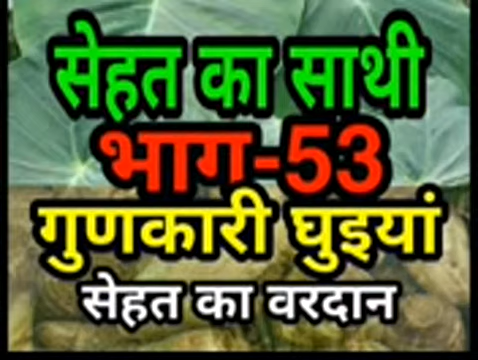 सेहत का साथी
भाग-53
गुणकारी घुइयां
सेहत का वरदान